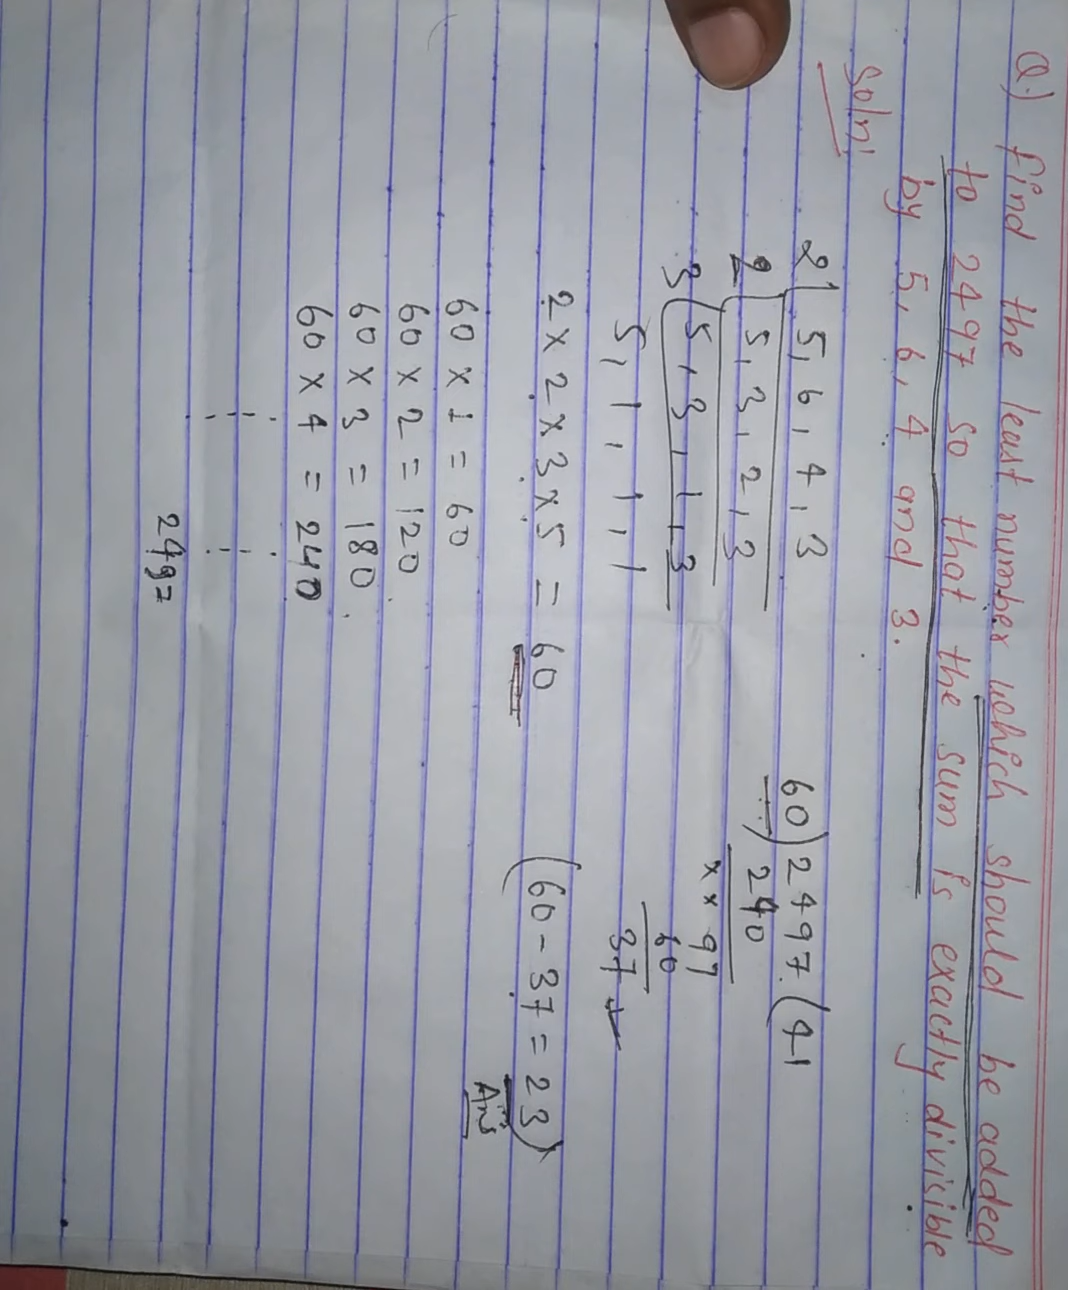 Q.) Find the least number which should be added
to 2497 so that the sum is exactly divisible
by 5, 6, 4 and 3.
Soln!
2 5, 6, 4, 3
2 5, 3, 2, 3
3 5, 3, 1, 3
5, 1, 1, 1
2 x 2 x 3 x 5 = 60
60 x 1 = 60
60 x 2 = 120
60 x 3 = 180
60 x 4 = 240
2497
60) 2497 (41
240
x x 97
60
37
(60 - 37 = 23)
Ans